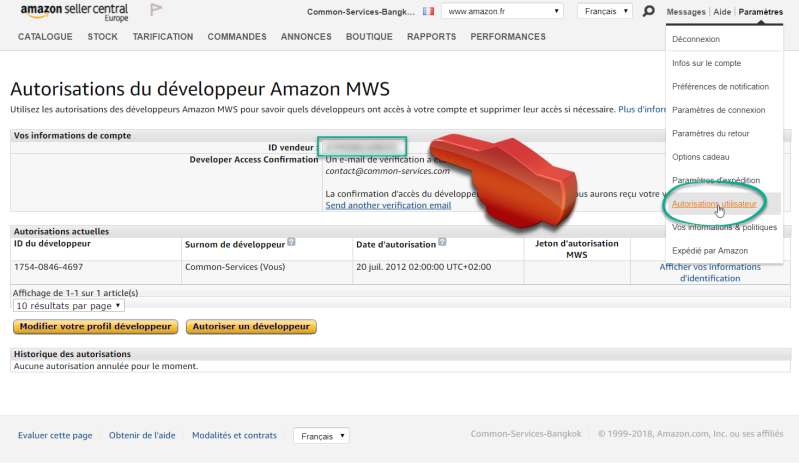 amazon seller central
Europe
Common-Services-Bangk...
www.amazon.fr
Français
Messages | Aide | Paramètres
CATALOGUE STOCK TARIFICATION COMMANDES ANNONCES BOUTIQUE RAPPORTS PERFORMANCES
Déconnexion
Infos sur le compte
Préférences de notification
Paramètres de connexion
Paramètres du retour
Options cadeau
Paramètres d'expédition
Autorisations utilisateur
Vos informations & politiques
Expédié par Amazon
Autorisations du développeur Amazon MWS
Utilisez les autorisations des développeurs Amazon MWS pour savoir quels développeurs ont accès à votre compte et supprimer leur accès si nécessaire. Plus
Vos informations de compte
ID vendeur :
Developer Access Confirmation Un e-mail de vérification a
contact@common-services.com
La confirmation d'accès du aurons reçu votre
Send another verification email
Autorisations actuelles
ID du développeur Surnom de développeur ? Date d'autorisation ? Jeton d'autorisation
MWS
1754-0846-4697 Common-Services (Vous) 20 juil. 2012 02:00:00 UTC+02:00 Afficher vos informations
d'identification
Affichage de 1-1 sur 1 article(s)
10 résultats par page
Modifier votre profil développeur Autoriser un développeur
Historique des autorisations
Aucune autorisation annulée pour le moment.
Evaluer cette page Obtenir de l'aide Modalités et contrats Français Common-Services-Bangkok © 1999-2018, Amazon.com, Inc. ou ses affiliés